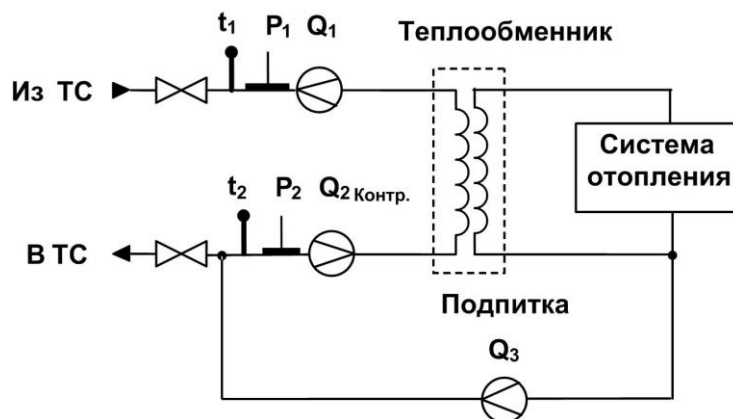 t₁ P₁ Q₁ Теплообменник
Из ТС
Система
отопления
t₂ P₂ Q₂ Контр.
В ТС
Подпитка
Q₃